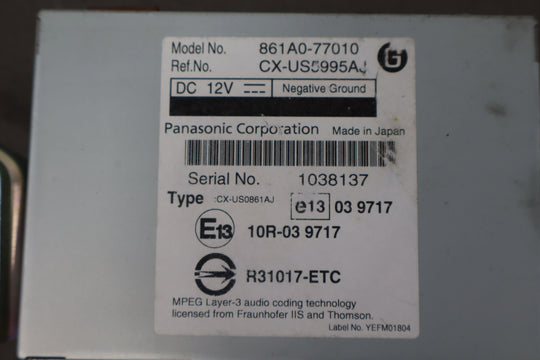 Model No. 861A0-77010
Ref.No. CX-US5995AJ
G
DC 12V Negative Ground
Panasonic Corporation Made in Japan
Serial No. 1038137
Type :CX-US0861AJ e13 03 9717
E13 10R-03 9717
R31017-ETC
MPEG Layer-3 audio coding technology
licensed from Fraunhofer IIS and Thomson.
Label No. YEFM01804